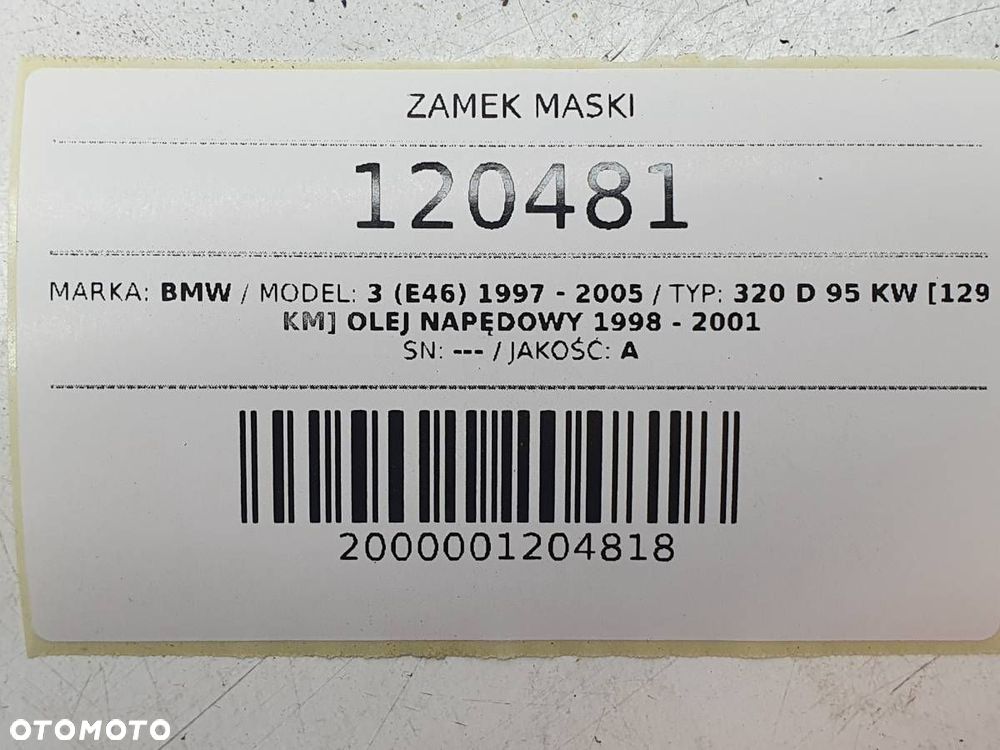 ZAMEK MASKI
120481
MARKA: BMW / MODEL: 3 (E46) 1997 - 2005 / TYP: 320 D 95 KW [129
KM] OLEJ NAPĘDOWY 1998 - 2001
SN: --- / JAKOŚĆ: A
2000001204818
OTOMOTO